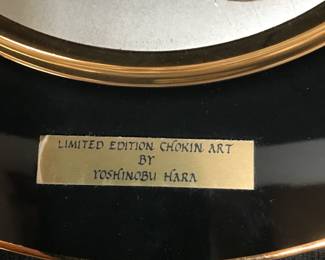 LIMITED EDITION CHOKIN ART
BY
YOSHINOBU HARA